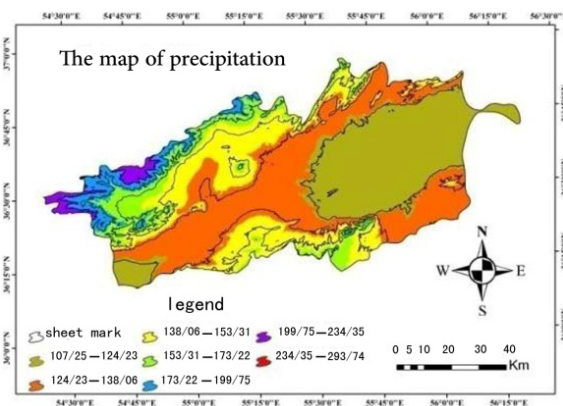 54°30'0"E 54°45'0"E 55°0'0"E 55°15'0"E 55°30'0"E 55°45'0"E 56°0'0"E 56°15'0"E 56°30'0"E
The map of precipitation
37°0'0"N
36°45'0"N
36°30'0"N
36°15'0"N
36°0'0"N
N
W E
S
legend
sheet mark
107/25—124/23
124/23—138/06
138/06—153/31
153/31—173/22
173/22—199/75
199/75—234/35
234/35—293/74
0 5 10 20 30 40
Km
54°30'0"E 54°45'0"E 55°0'0"E 55°15'0"E 55°30'0"E 55°45'0"E 56°0'0"E 56°15'0"E 56°30'0"E